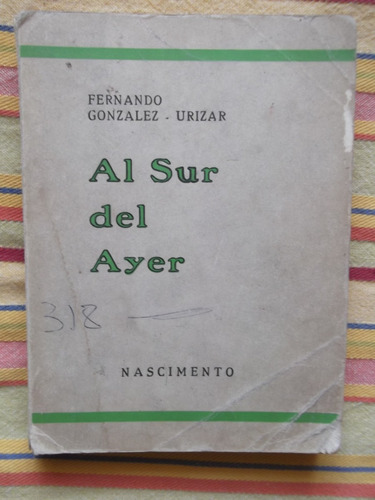 FERNANDO
GONZALEZ - URIZAR
Al Sur
del
Ayer
318
NASCIMENTO